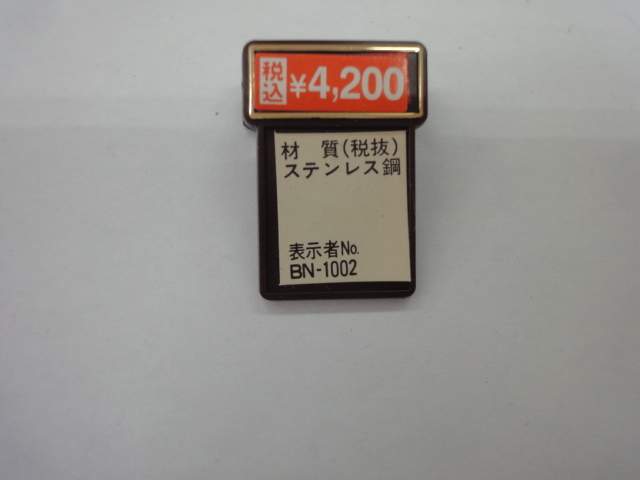 税込 ¥4,200
材 質(税抜)
ステンレス鋼
表示者No.
BN-1002